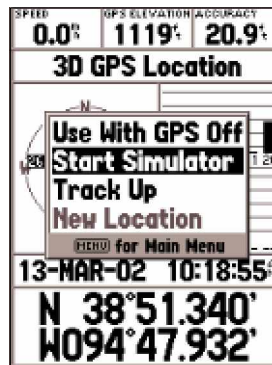 SPEED GPS ELEVATION ACCURACY
0.0 1119 20.9
3D GPS Location
N
Use With GPS Off
Start Simulator
Track Up
New Location
MENU for Main Menu
13-MAR-02 10:18:55
N 38°51.340'
W094°47.932'